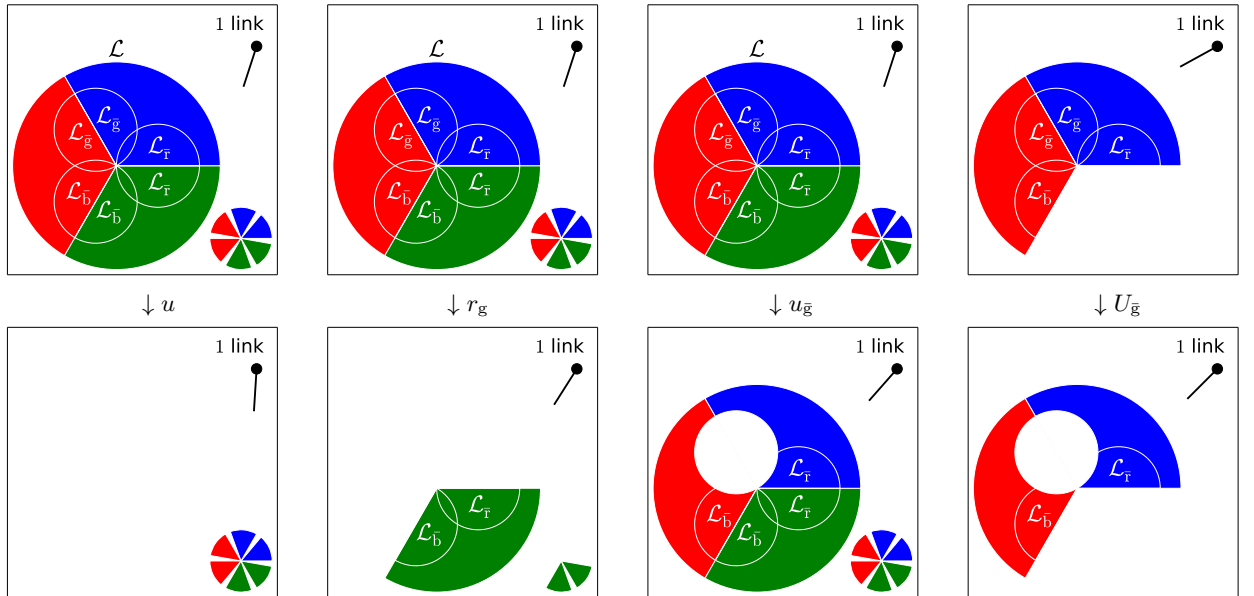 1 link 1 link 1 link 1 link
ℒ ℒ ℒ
ℒ_ḡ ℒ_ḡ ℒ_r̄ ℒ_r̄ ℒ_b̄ ℒ_b̄
ℒ_ḡ ℒ_ḡ ℒ_r̄ ℒ_r̄ ℒ_b̄ ℒ_b̄
ℒ_ḡ ℒ_ḡ ℒ_r̄ ℒ_r̄ ℒ_b̄ ℒ_b̄
ℒ_ḡ ℒ_ḡ ℒ_r̄ ℒ_b̄
↓ u ↓ r_g ↓ u_ḡ ↓ U_ḡ
1 link 1 link 1 link 1 link
ℒ_r̄ ℒ_b̄
ℒ_r̄ ℒ_r̄ ℒ_b̄ ℒ_b̄
ℒ_r̄ ℒ_b̄